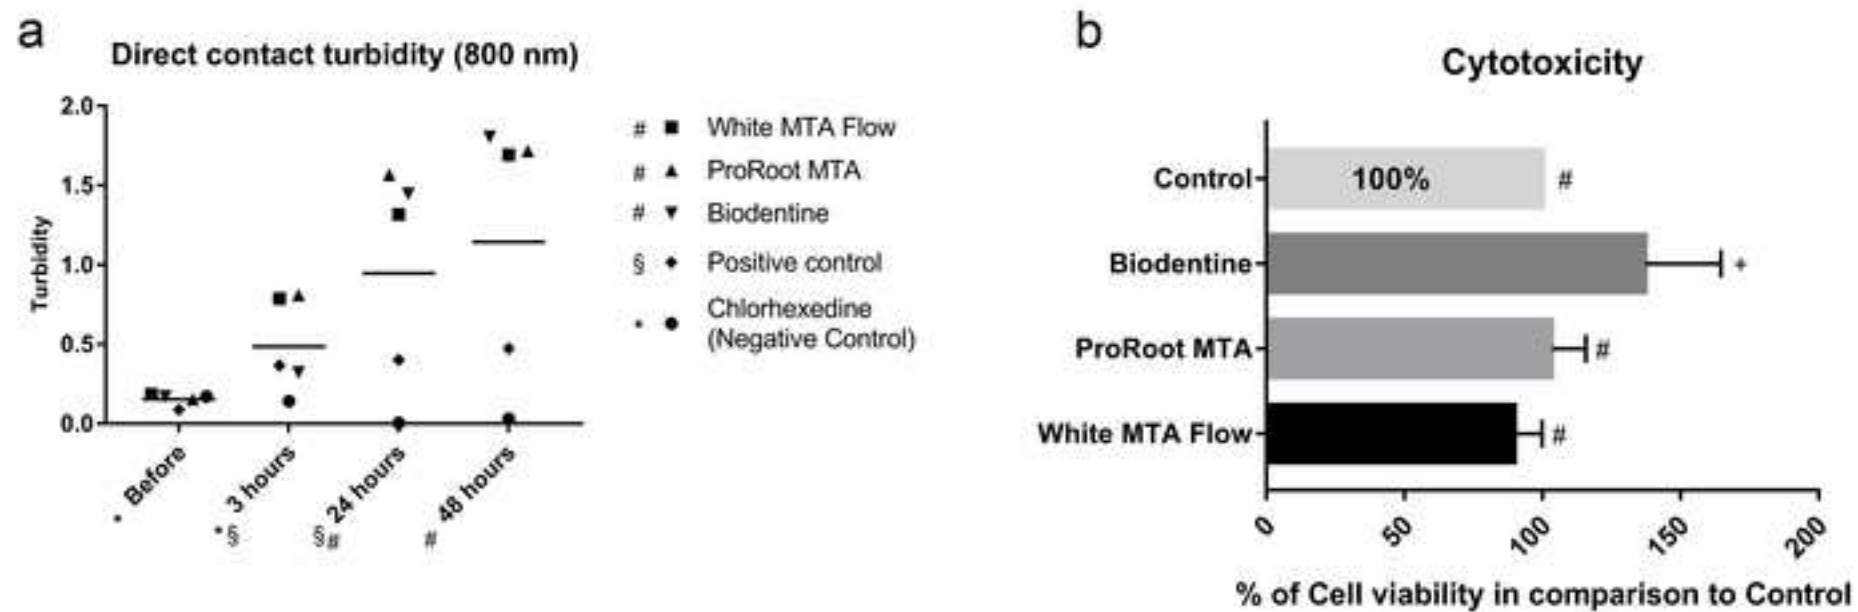 a
Direct contact turbidity (800 nm)
Turbidity
2.0
1.5
1.0
0.5
0.0
Before
3 hours
24 hours
48 hours
*
*§
§#
#
# White MTA Flow
# ProRoot MTA
# Biodentine
§ Positive control
* Chlorhexedine
(Negative Control)
b
Cytotoxicity
Control
100%
#
Biodentine
+
ProRoot MTA
#
White MTA Flow
#
0
50
100
150
200
% of Cell viability in comparison to Control